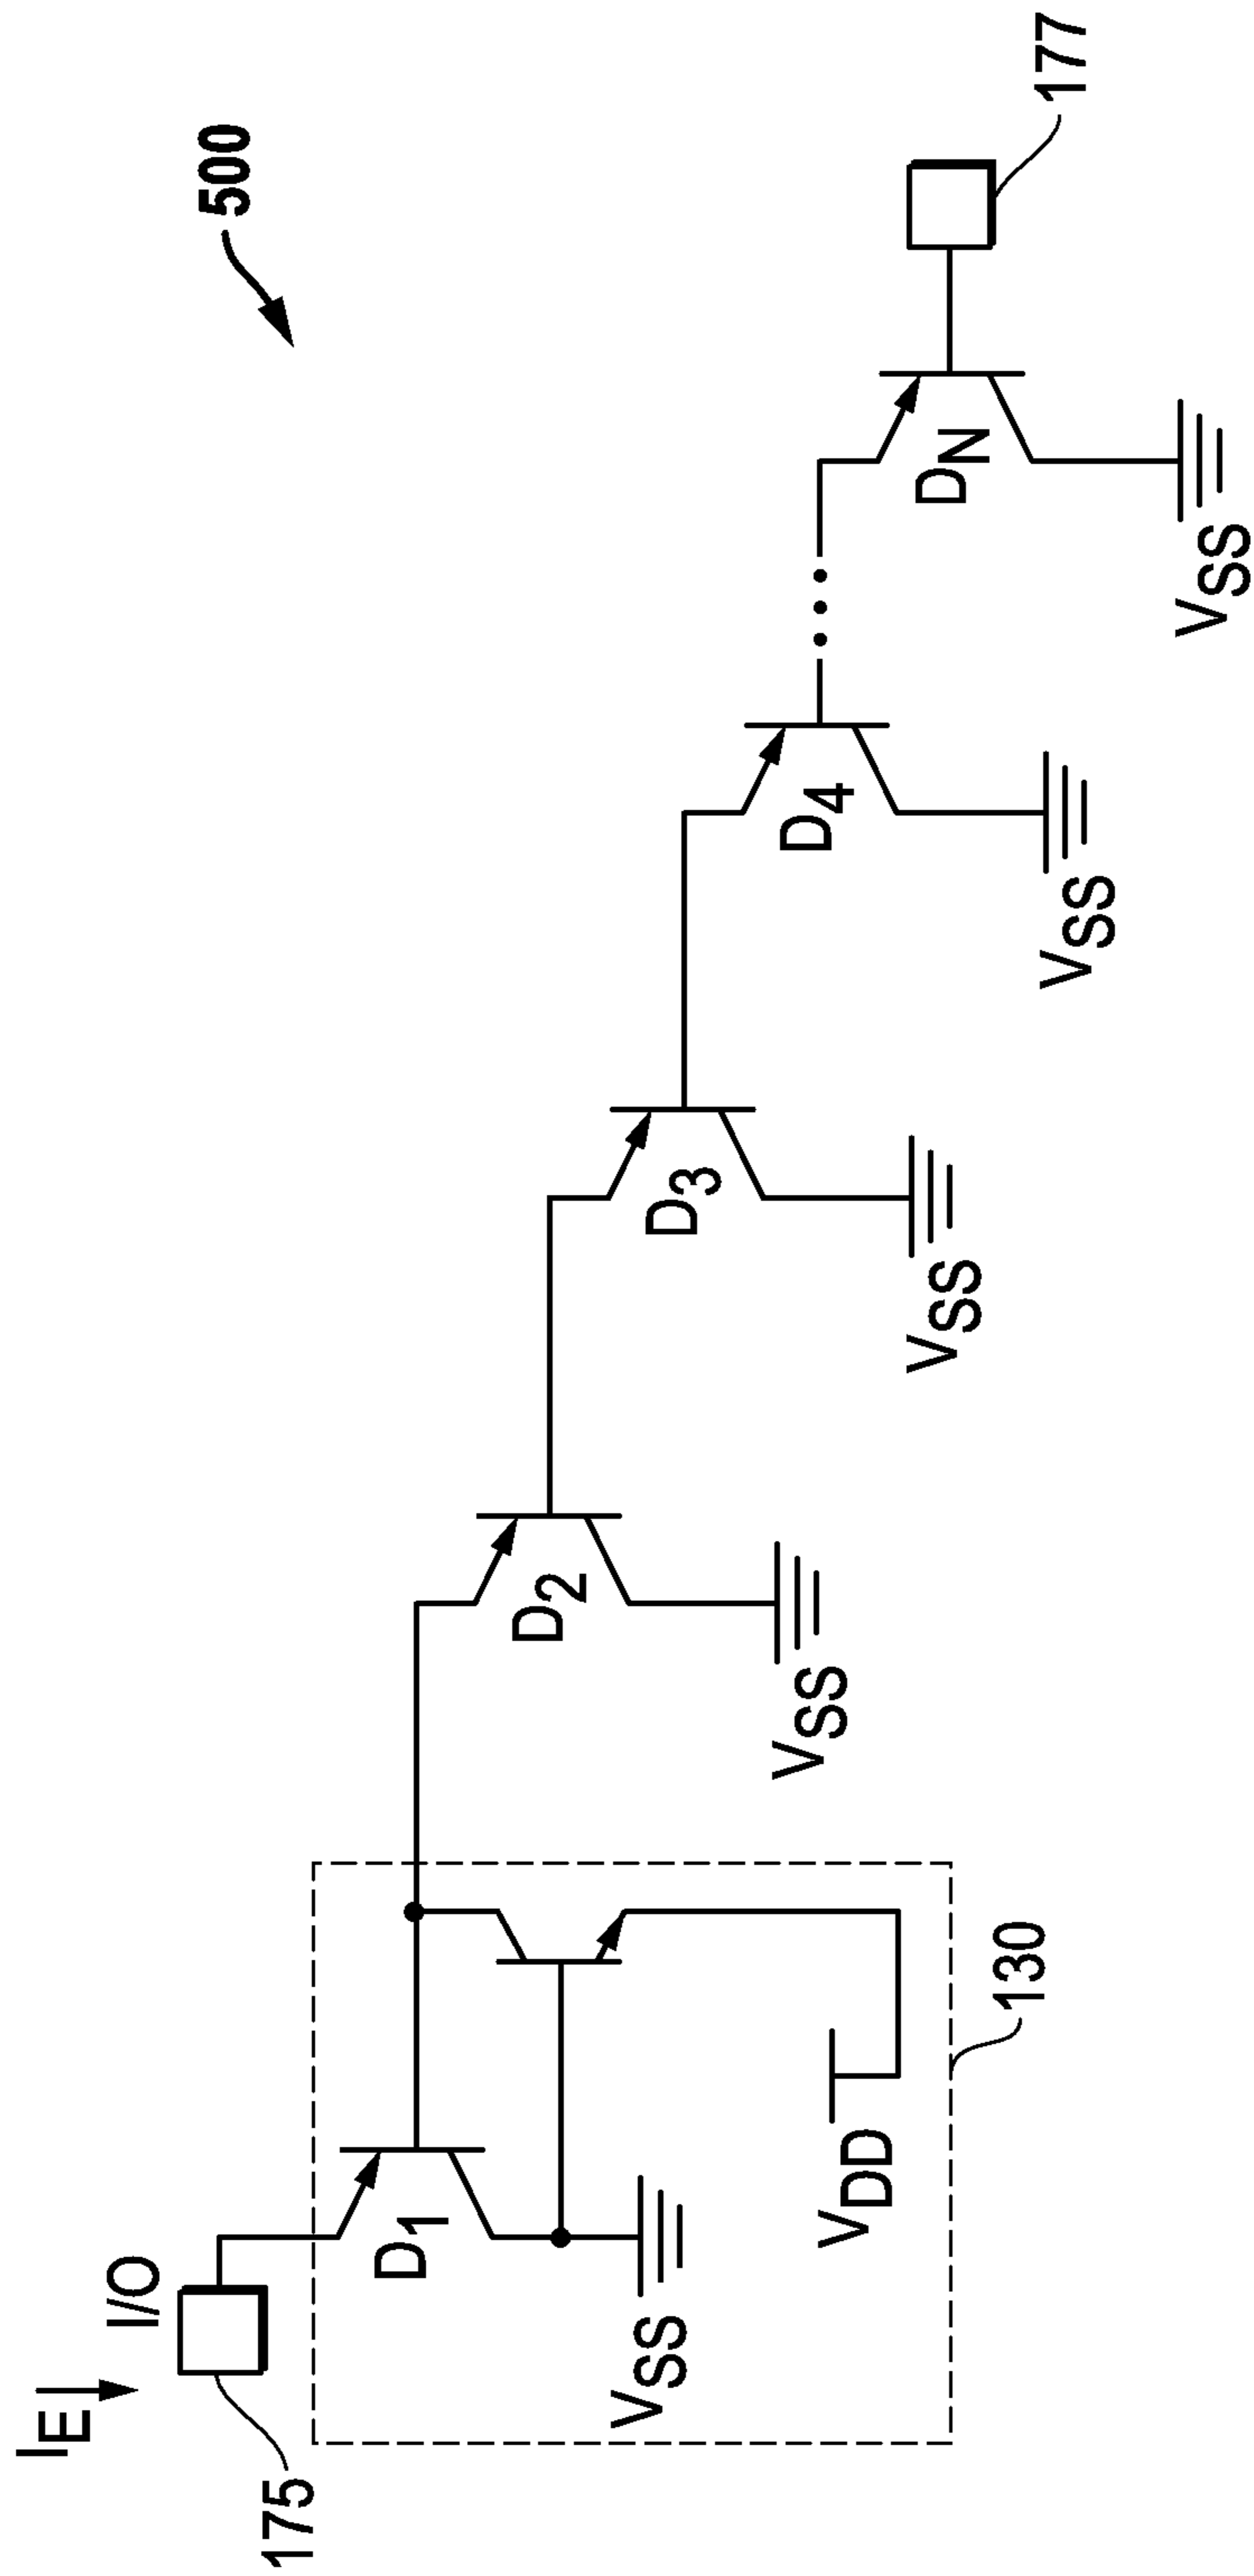 500
I_E
I/O
175
D_1
V_SS
V_DD
130
D_2
V_SS
D_3
V_SS
D_4
V_SS
D_N
V_SS
177